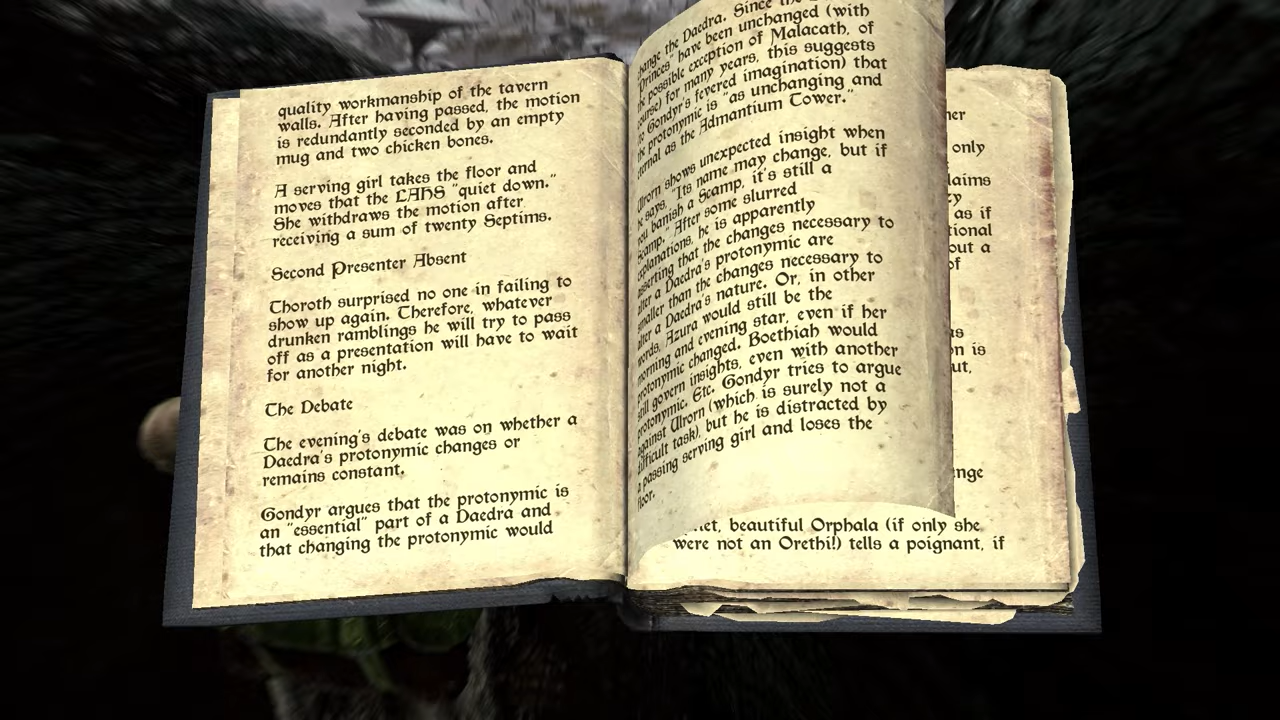 quality workmanship of the tavern
walls. After having passed, the motion
is redundantly seconded by an empty
mug and two chicken bones.
A serving girl takes the floor and
moves that the LAHS "quiet down."
She withdraws the motion after
receiving a sum of twenty Septims.
Second Presenter Absent
Thoroth surprised no one in failing to
show up again. Therefore, whatever
drunken ramblings he will try to pass
off as a presentation will have to wait
for another night.
The Debate
The evening's debate was on whether a
Daedra's protonymic changes or
remains constant.
Gondyr argues that the protonymic is
an "essential" part of a Daedra and
that changing the protonymic would
change the Daedra. Since the
"Princes" have been unchanged (with
the possible exception of Malacath, of
course) for many years, this suggests
to Gondyr's fevered imagination) that
the protonymic is "as unchanging and
eternal as the Admantium Tower."
Ulrorn shows unexpected insight when
he says, "Its name may change, but if
you banish a Scamp, it's still a
Scamp." After some slurred
explanations, he is apparently
asserting that the changes necessary to
alter a Daedra's protonymic are
smaller than the changes necessary to
alter a Daedra's nature. Or, in other
words, Azura would still be the
morning and evening star, even if her
protonymic changed. Boethiah would
still govern insights, even with another
protonymic. Etc. Gondyr tries to argue
against Ulrorn (which is surely not a
difficult task), but he is distracted by
a passing serving girl and loses the
floor.
only
as if
out a
of
is
beautiful Orphala (if only she
were not an Orethi!) tells a poignant, if